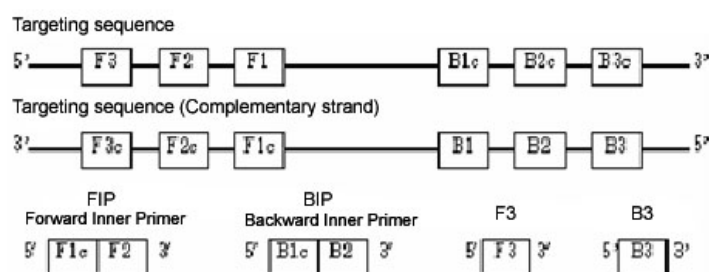 Targeting sequence
5' F3 F2 F1 B1c B2c B3c 3'
Targeting sequence (Complementary strand)
3' F3c F2c F1c B1 B2 B3 5'
FIP BIP F3 B3
Forward Inner Primer Backward Inner Primer
5' F1c F2 3' 5' B1c B2 3' 5' F3 3' 5' B3 3'